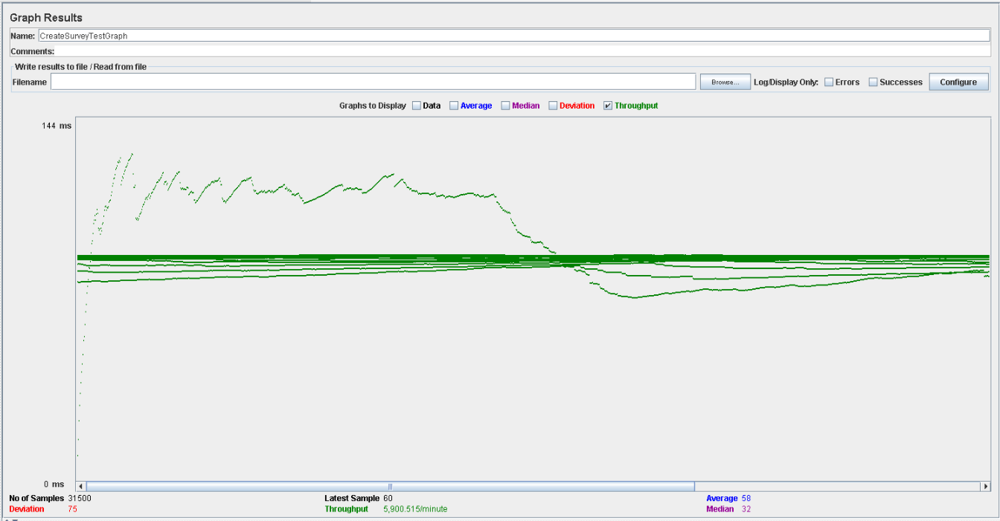 Graph Results
Name: CreateSurveyTestGraph
Comments:
Write results to file / Read from file
Filename Browse... Log/Display Only: Errors Successes Configure
Graphs to Display Data Average Median Deviation Throughput
144 ms
0 ms
No of Samples 31500 Latest Sample 60 Average 58
Deviation 75 Throughput 5,900.515/minute Median 32